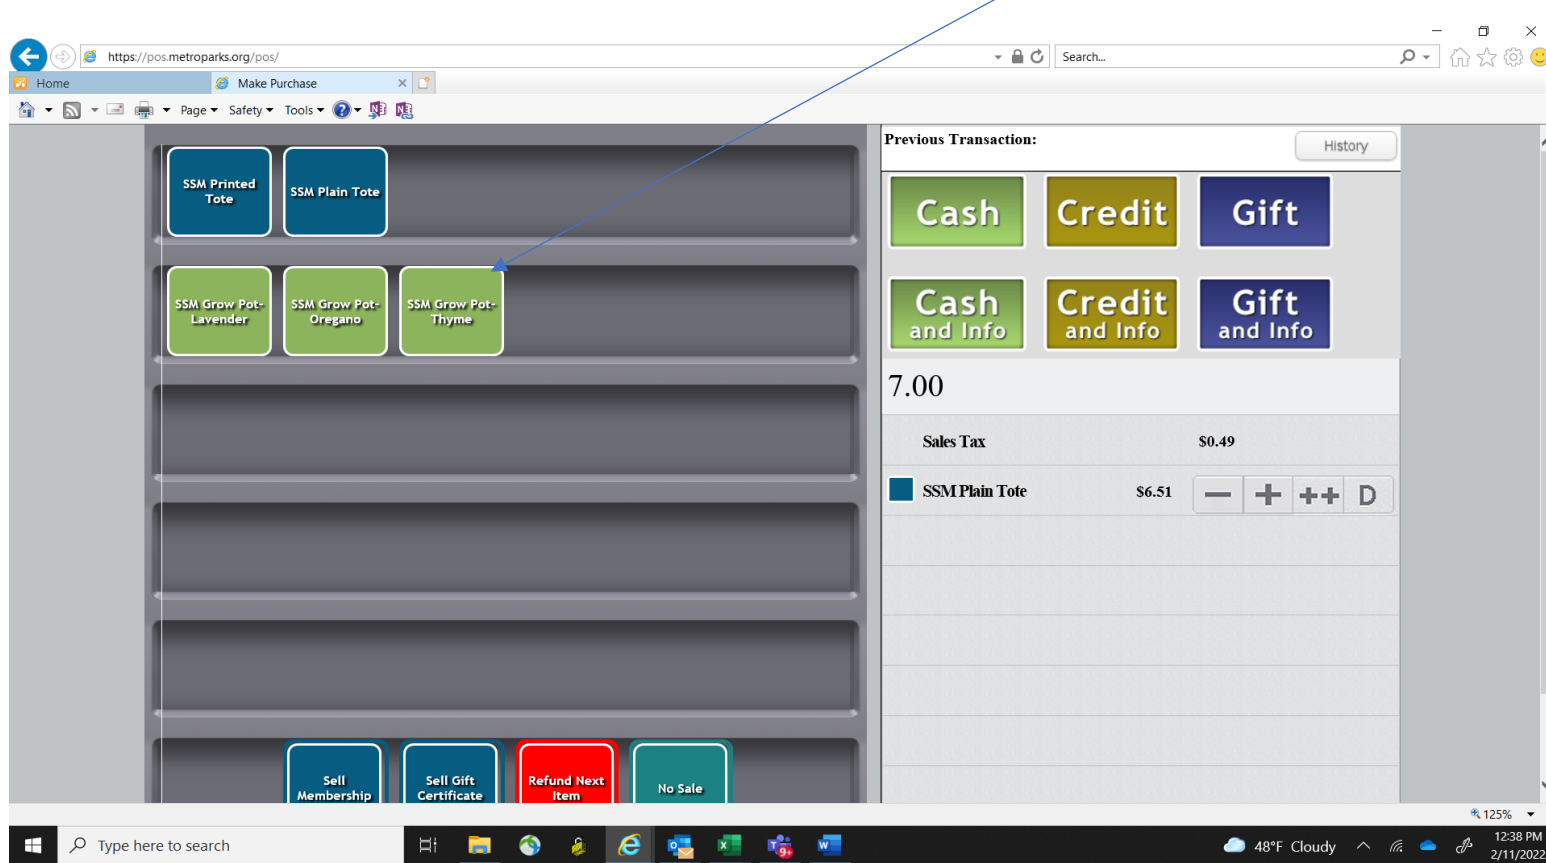 https://pos.metroparks.org/pos/
Search...
Home
Make Purchase
Page
Safety
Tools
SSM Printed
Tote
SSM Plain Tote
SSM Grow Pot-
Lavender
SSM Grow Pot-
Oregano
SSM Grow Pot-
Thyme
Sell
Membership
Sell Gift
Certificate
Refund Next
Item
No Sale
Previous Transaction:
History
Cash
Credit
Gift
Cash
and Info
Credit
and Info
Gift
and Info
7.00
Sales Tax $0.49
SSM Plain Tote $6.51 — + ++ D
125%
Type here to search
9+
48°F Cloudy
12:38 PM
2/11/2022